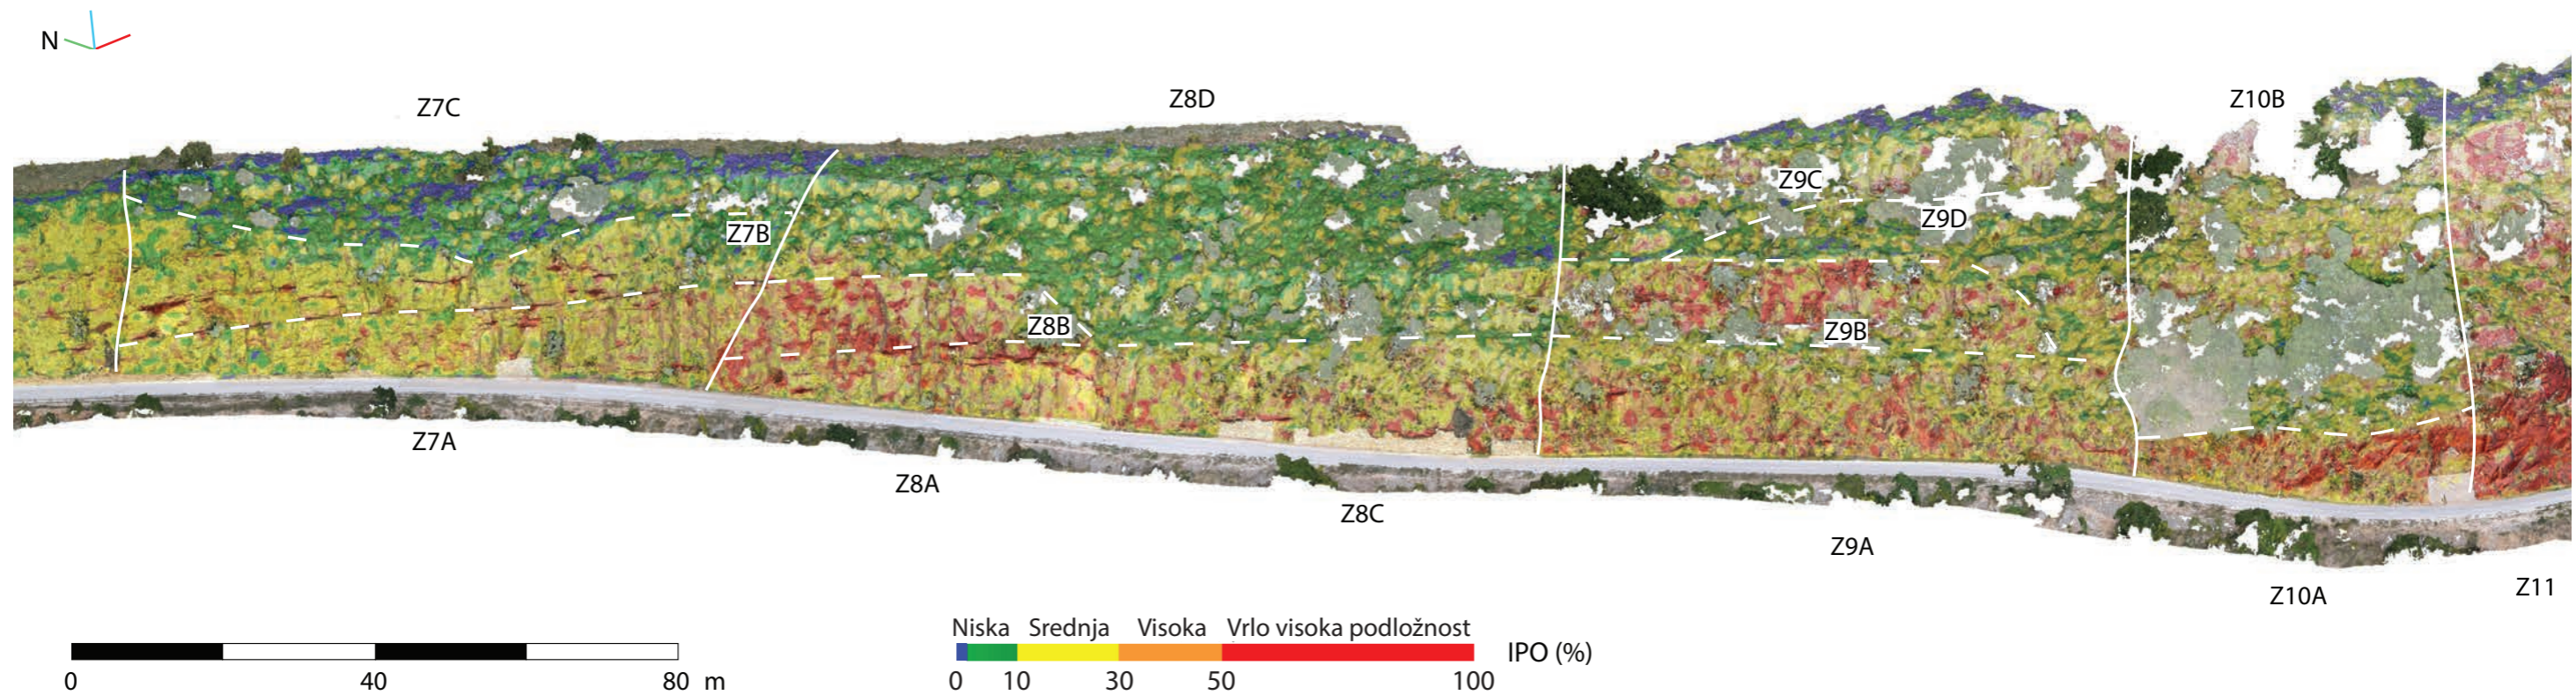 N
Z7C
Z8D
Z10B
Z9C
Z9D
Z7B
Z8B
Z9B
Z7A
Z8A
Z8C
Z9A
Z10A
Z11
Niska Srednja Visoka Vrlo visoka podložnost
IPO (%)
0 40 80 m
0 10 30 50 100